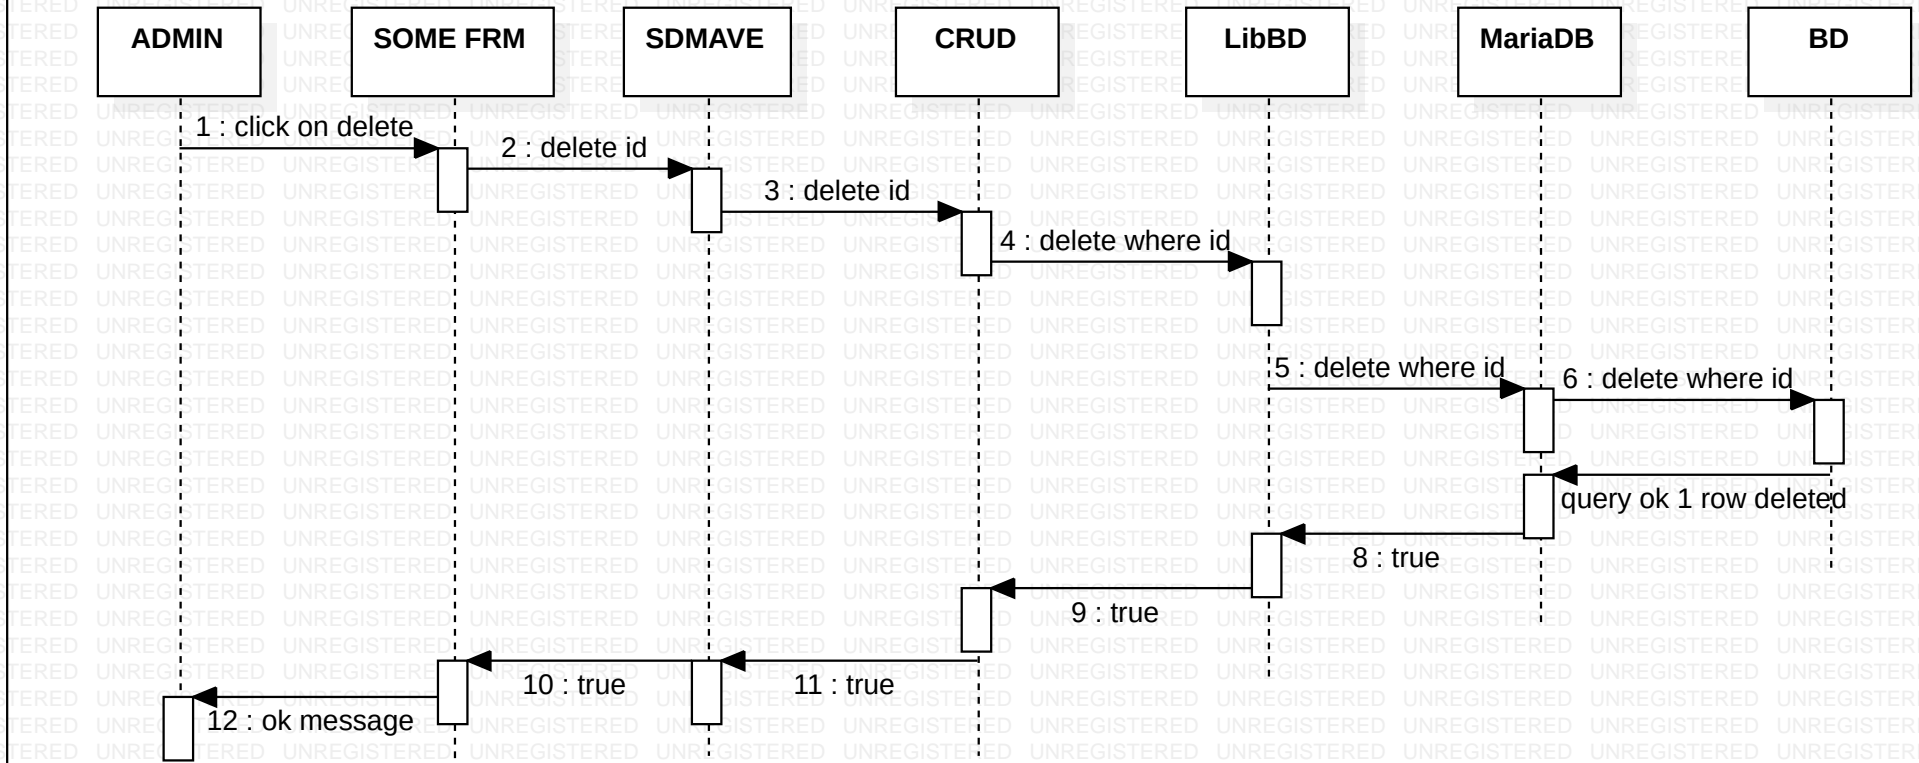 ADMIN
SOME FRM
SDMAVE
CRUD
LibBD
MariaDB
BD
1 : click on delete
2 : delete id
3 : delete id
4 : delete where id
5 : delete where id
6 : delete where id
query ok 1 row deleted
8 : true
9 : true
10 : true
11 : true
12 : ok message
UNREGISTERED